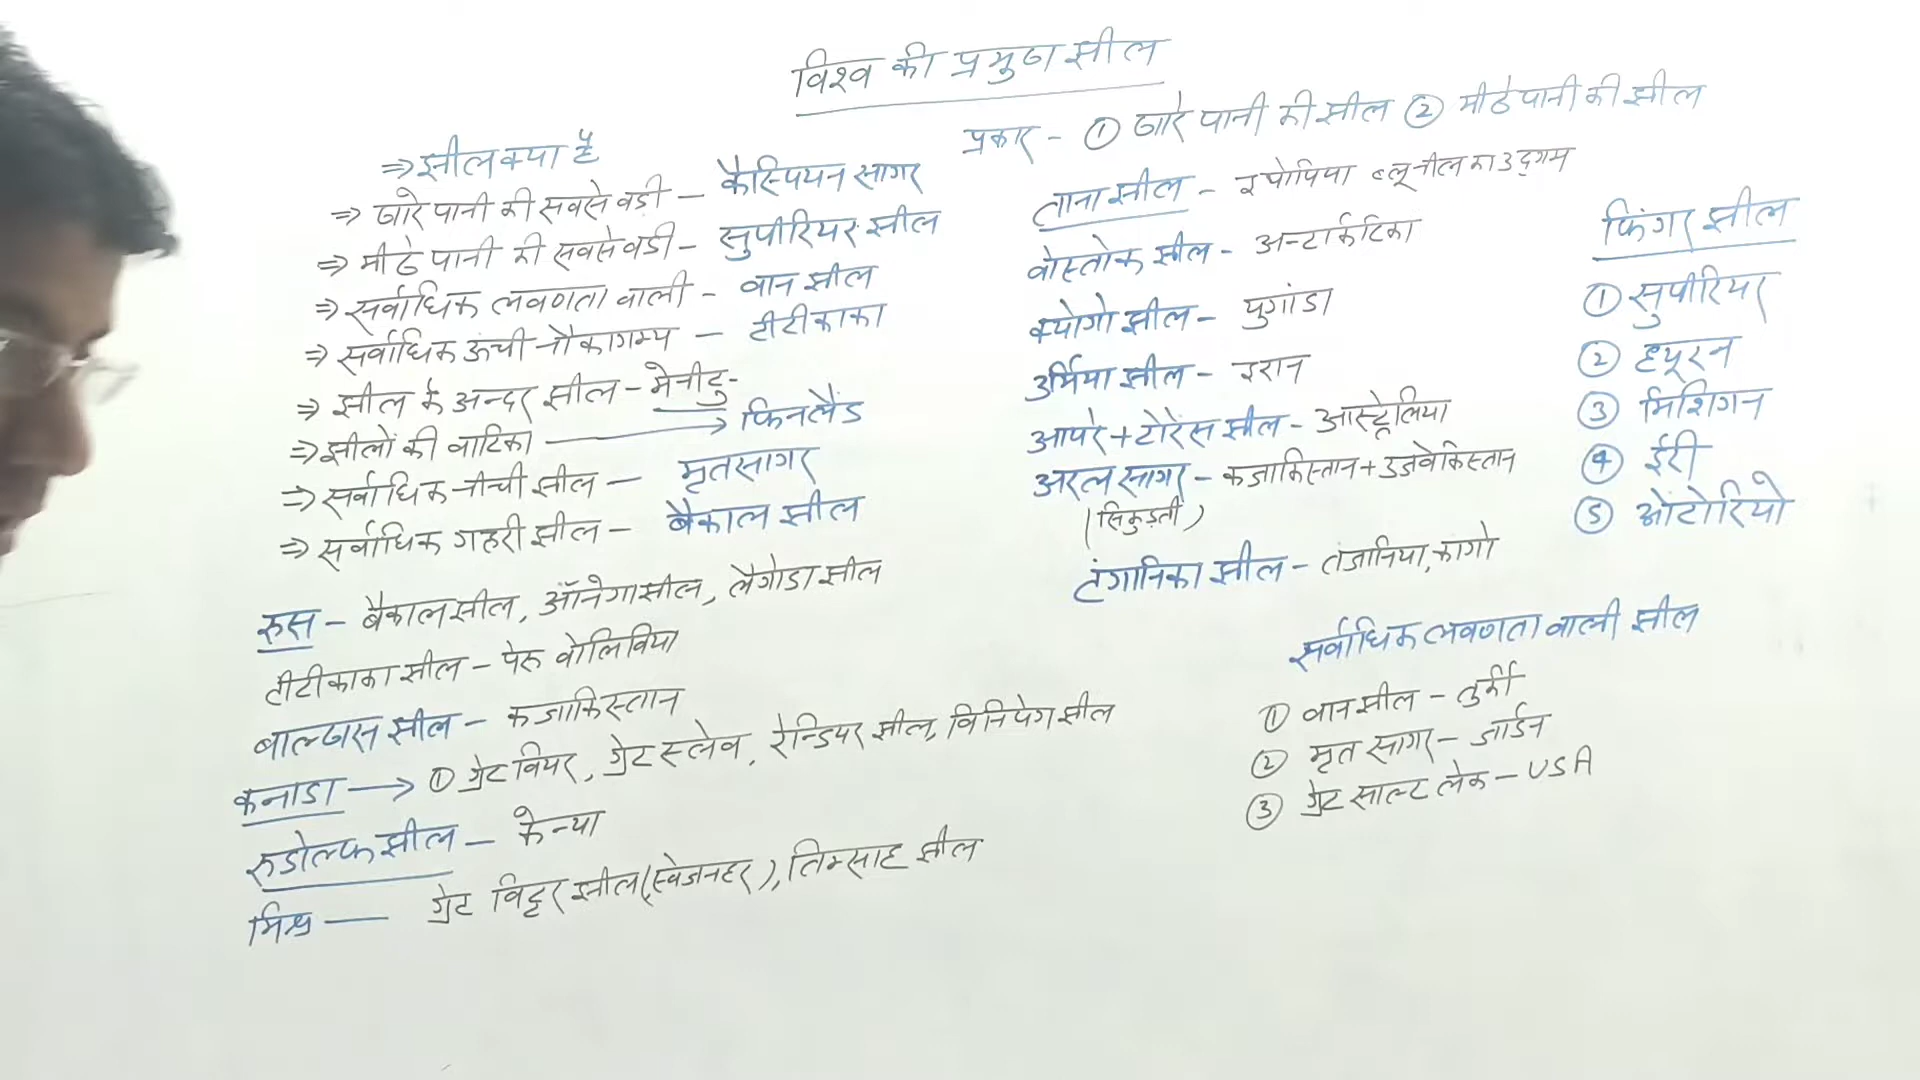 विश्व की प्रमुख झील
प्रकार - ① खारे पानी की झील ② मीठे पानी की झील
⇒ झील क्या है
⇒ खारे पानी की सबसे बडी – कैस्पियन सागर
⇒ मीठे पानी की सबसे बडी – सुपीरियर झील
⇒ सर्वाधिक लवणता वाली - वान झील
⇒ सर्वाधिक ऊंची नौकागम्य – टीटीकाका
⇒ झील के अन्दर झील - मेनीटु-
⇒ झीलों की वाटिका ⟶ फिनलैंड
⇒ सर्वाधिक नीची झील – मृतसागर
⇒ सर्वाधिक गहरी झील – बैकाल झील
रुस – बैकाल झील, ऑनेगा झील, लैगोडा झील
टीटीकाका झील – पेरू वोलिविया
बाल्खस झील – कजाकिस्तान
कनाडा → ① ग्रेट वियर, ग्रेट स्लेव, रेन्डियर झील, विनिपेग झील
रुडोल्फ झील – केन्या
मिश्र — ग्रेट विट्टर झील (स्वेजनहर), तिम्साह झील
ताना झील – इथोपिया ब्लू नील का उद्गम
वोस्तोक झील - अन्टार्कटिका
क्योगो झील - युगांडा
उर्मिया झील - इरान
आयरे + टोरेंस झील - आस्ट्रेलिया
अरल सागर - कजाकिस्तान + उज्वेकिस्तान
(सिकुड़ती)
टंगानिका झील - तंजानिया, कागो
फिंगर झील
① सुपीरियर
② ह्यूरन
③ मिशिगन
④ ईरी
⑤ ओंटोरियो
सर्वाधिक लवणता वाली झील
① वान झील - तुर्की
② मृत सागर - जार्डन
③ ग्रेट साल्ट लेक - USA